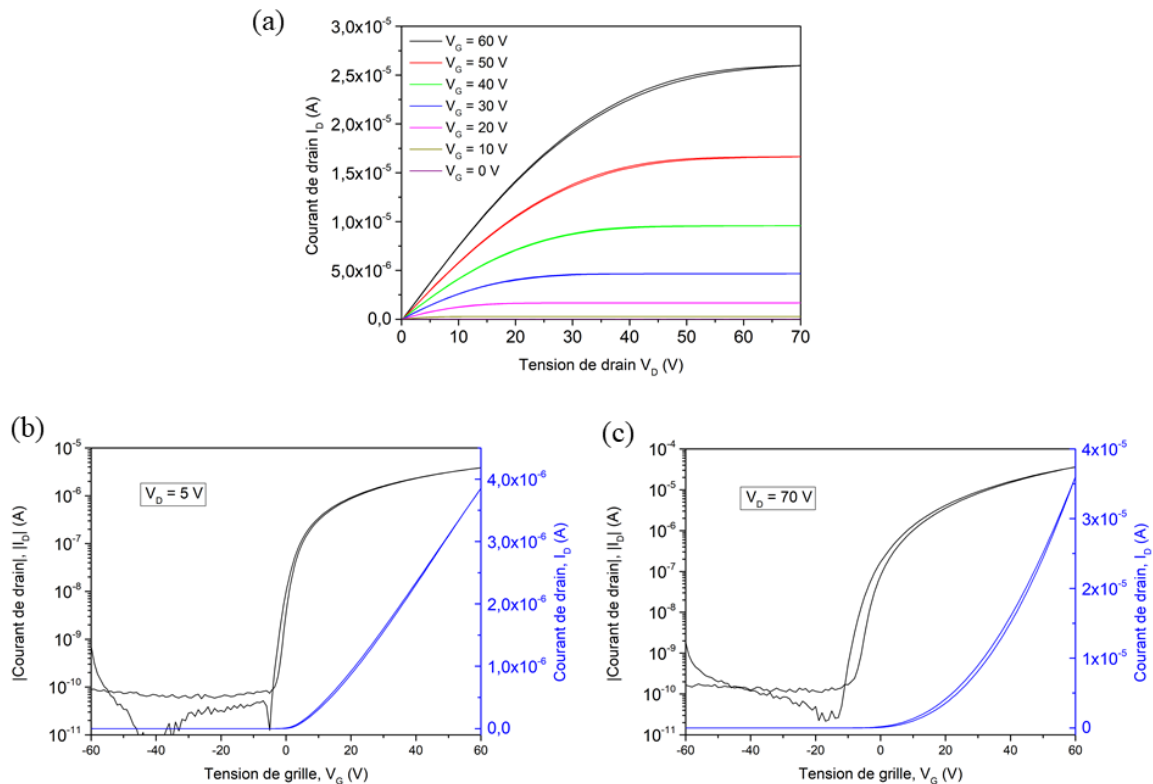 (a)
3,0x10⁻⁵
2,5x10⁻⁵
2,0x10⁻⁵
1,5x10⁻⁵
1,0x10⁻⁵
5,0x10⁻⁶
0,0
Courant de drain I_D (A)
V_G = 60 V
V_G = 50 V
V_G = 40 V
V_G = 30 V
V_G = 20 V
V_G = 10 V
V_G = 0 V
0 10 20 30 40 50 60 70
Tension de drain V_D (V)
(b)
10⁻⁵
10⁻⁶
10⁻⁷
10⁻⁸
10⁻⁹
10⁻¹⁰
10⁻¹¹
|Courant de drain|, |I_D| (A)
V_D = 5 V
4,0x10⁻⁶
3,0x10⁻⁶
2,0x10⁻⁶
1,0x10⁻⁶
0,0
Courant de drain, I_D (A)
-60 -40 -20 0 20 40 60
Tension de grille, V_G (V)
(c)
10⁻⁴
10⁻⁵
10⁻⁶
10⁻⁷
10⁻⁸
10⁻⁹
10⁻¹⁰
10⁻¹¹
|Courant de drain|, |I_D| (A)
V_D = 70 V
4x10⁻⁵
3x10⁻⁵
2x10⁻⁵
1x10⁻⁵
0
Courant de drain, I_D (A)
-60 -40 -20 0 20 40 60
Tension de grille, V_G (V)